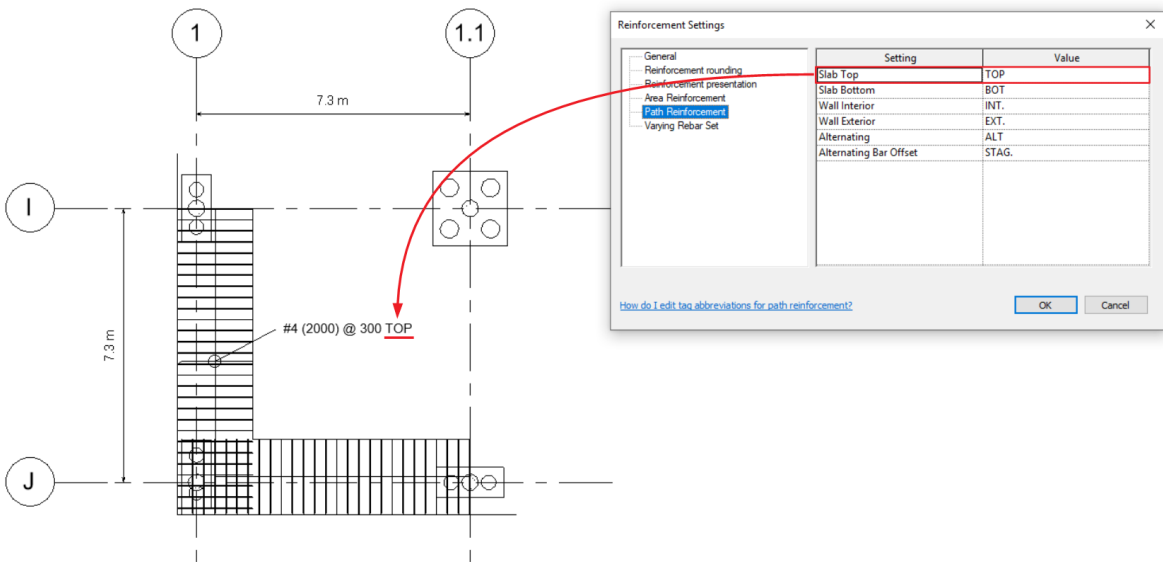 1
1.1
7.3 m
I
7.3 m
#4 (2000) @ 300 TOP
J
Reinforcement Settings
General
Reinforcement rounding
Reinforcement presentation
Area Reinforcement
Path Reinforcement
Varying Rebar Set
Setting Value
Slab Top TOP
Slab Bottom BOT
Wall Interior INT.
Wall Exterior EXT.
Alternating ALT
Alternating Bar Offset STAG.
How do I edit tag abbreviations for path reinforcement?
OK Cancel